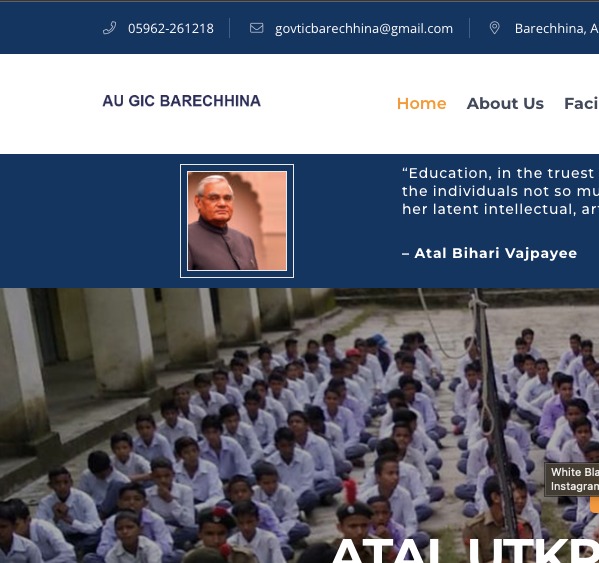 05962-261218
govticbarechhina@gmail.com
Barechhina, A
AU GIC BARECHHINA
Home
About Us
Faci
“Education, in the truest
the individuals not so mu
her latent intellectual, ar
– Atal Bihari Vajpayee
White Bla
Instagram
ATAL UTKR